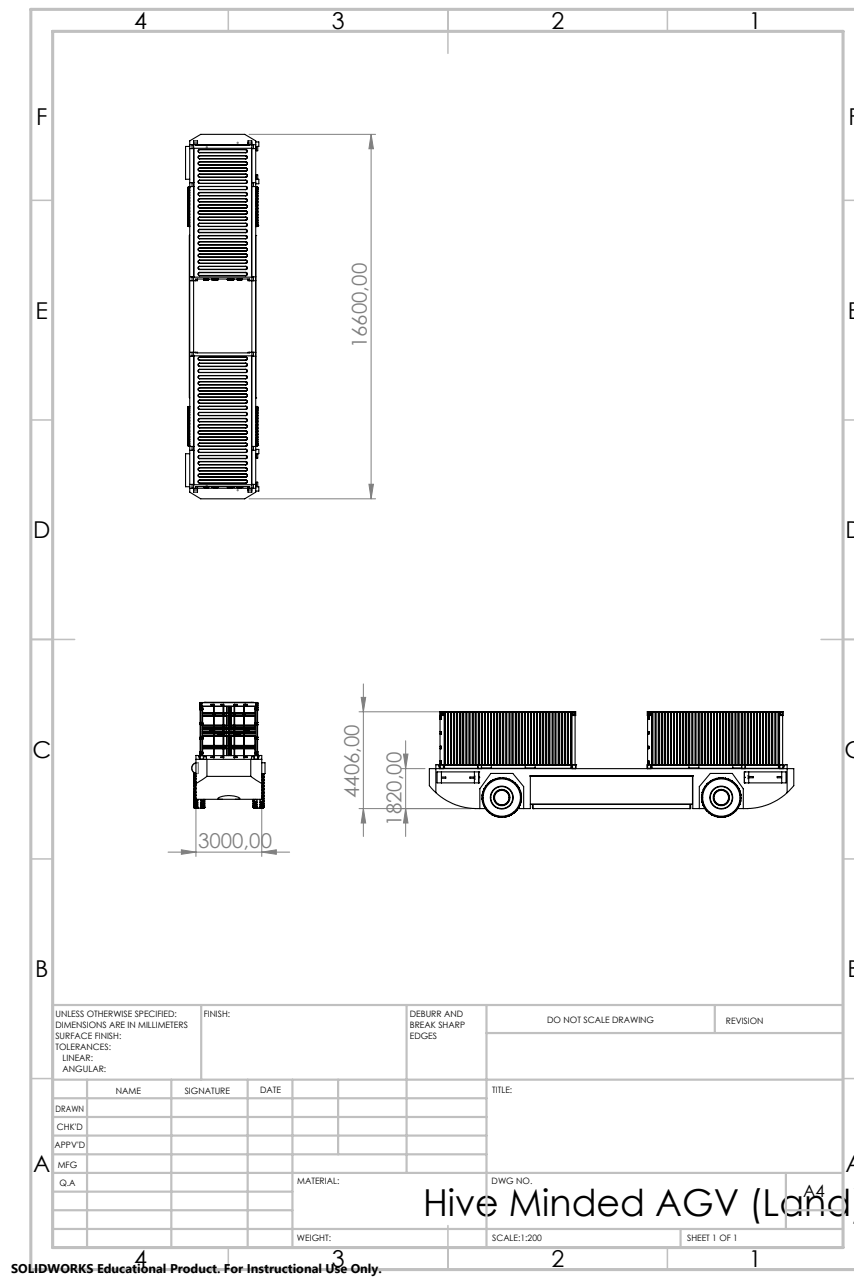 4 3 2 1
F F
16600,00
E E
D D
C C
4406,00
1820,00
3000,00
B B
UNLESS OTHERWISE SPECIFIED:
DIMENSIONS ARE IN MILLIMETERS
SURFACE FINISH:
TOLERANCES:
LINEAR:
ANGULAR:
FINISH:
DEBURR AND
BREAK SHARP
EDGES
DO NOT SCALE DRAWING
REVISION
NAME SIGNATURE DATE
TITLE:
DRAWN
CHK'D
APPV'D
MFG
A A
Q.A
MATERIAL:
DWG NO.
Hive Minded AGV (Land)
A4
WEIGHT:
SCALE:1:200
SHEET 1 OF 1
4 3 2 1
SOLIDWORKS Educational Product. For Instructional Use Only.